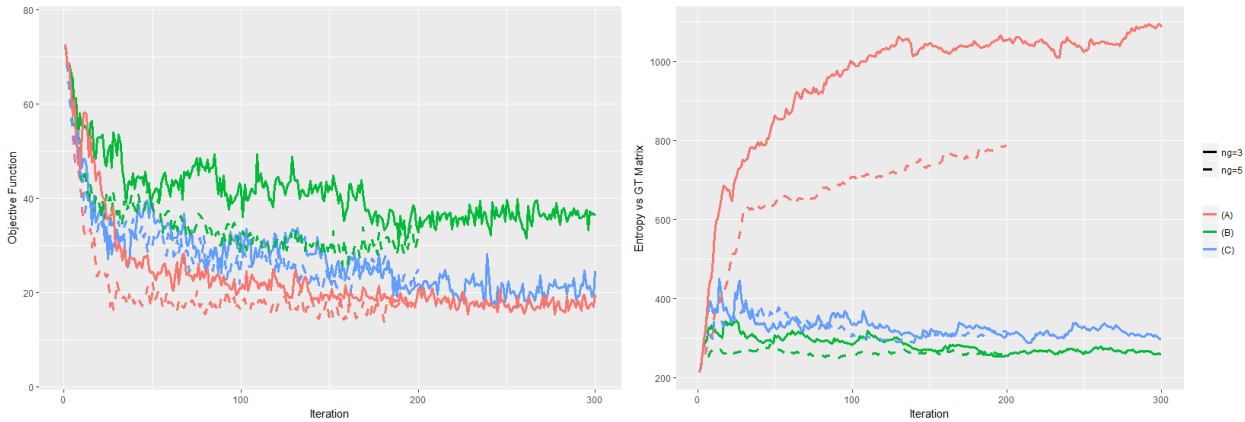 80
60
40
20
0
Objective Function
0
100
200
300
Iteration
1000
800
600
400
200
Entropy vs GT Matrix
0
100
200
300
Iteration
ng=3
ng=5
(A)
(B)
(C)